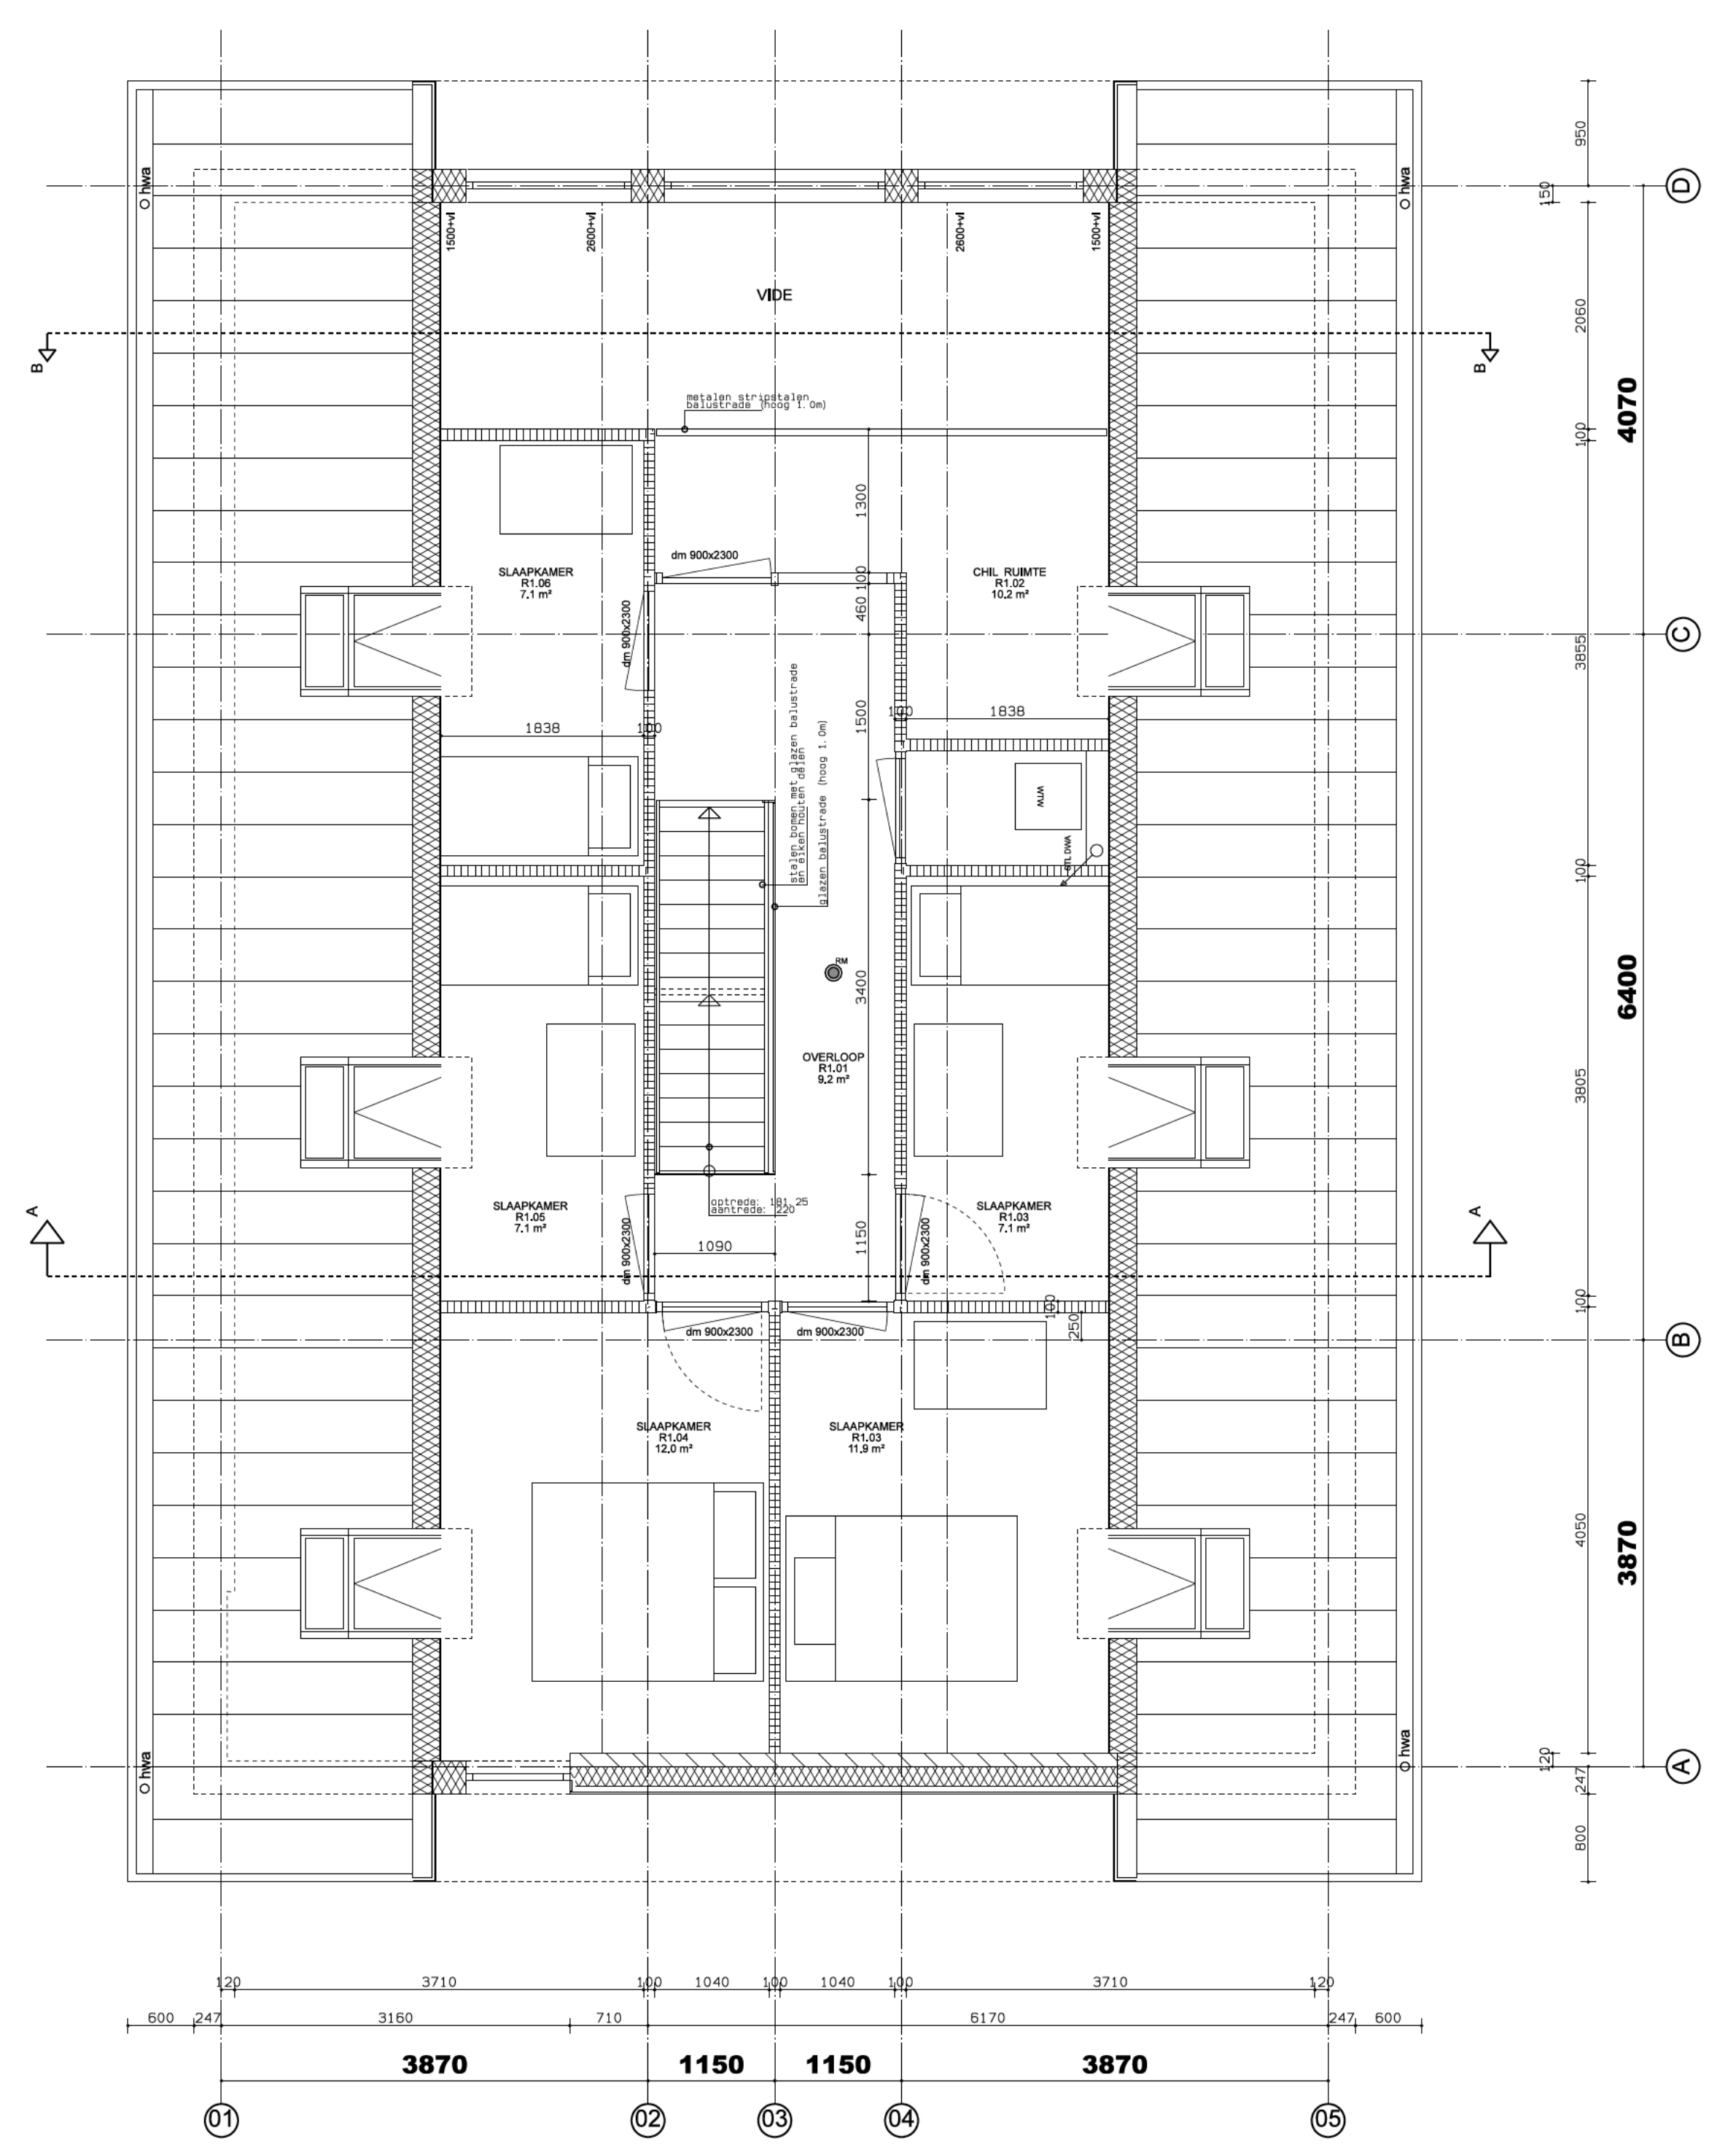 950
hwa
hwa
D
150
1500+vl
2600+vl
2600+vl
1500+vl
VIDE
2060
B
B
metalen stripstalen
balustrade (hoog 1.0m)
4070
100
1300
dm 900x2300
SLAAPKAMER
R1.06
7.1 m²
CHIL RUIMTE
R1.02
10.2 m²
100
460
dm 900x2300
C
3855
stalen bomen met glazen balustrade
en eiken houten delen
glazen balustrade (hoog 1.0m)
1838
100
1500
100
1838
WTW
STL DWA
100
RM
3400
6400
OVERLOOP
R1.01
9.2 m²
3805
SLAAPKAMER
R1.05
7.1 m²
optrede: 181,25
aantrede: 220
SLAAPKAMER
R1.03
7.1 m²
A
A
dm 900x2300
1090
1150
dm 900x2300
100
100
dm 900x2300
dm 900x2300
250
B
SLAAPKAMER
R1.04
12.0 m²
SLAAPKAMER
R1.03
11.9 m²
4050
3870
hwa
hwa
120
A
247
800
120
3710
100
1040
100
1040
100
3710
120
600
247
3160
710
6170
247
600
3870
1150
1150
3870
01
02
03
04
05